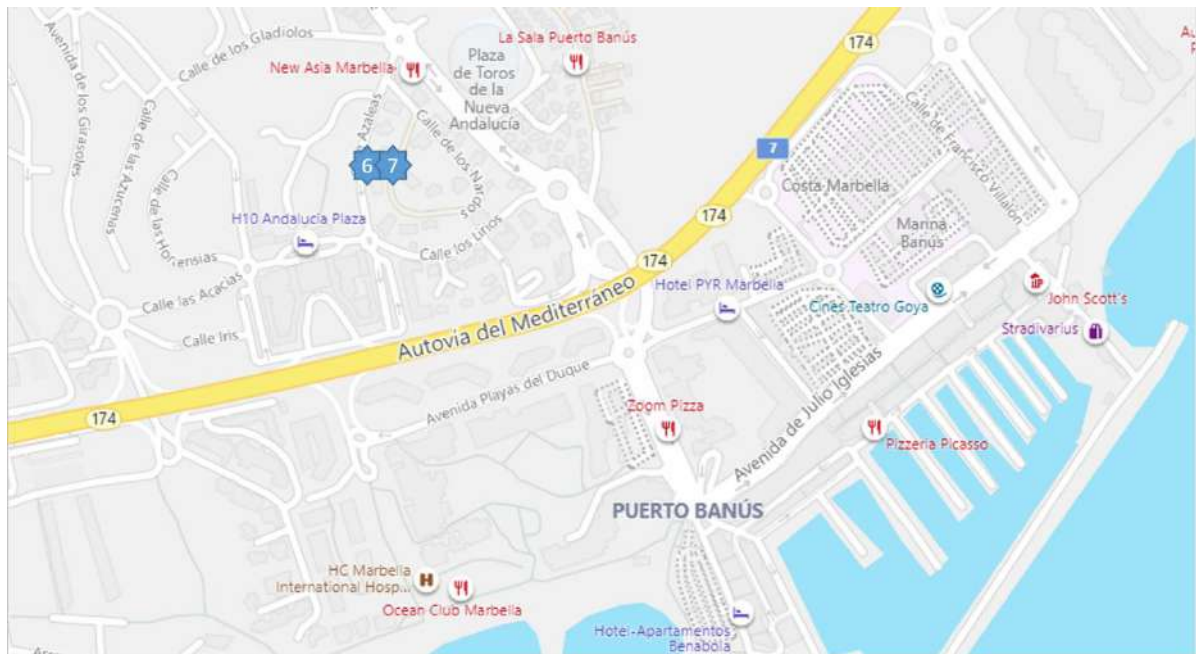 Calle de los Gladiolos
La Sala Puerto Banús
174
New Asia Marbella
Plaza
de Toros
de la
Nueva
Andalucía
Avenida de los Girasoles
Calle de las Azucenas
Azaleas
Calle de los Nardos
Calle de Francisco Villalón
6
7
7
Costa Marbella
Calle de las Hortensias
H10 Andalucía Plaza
174
Marina
Banús
Calle los Linos
174
Calle las Acacias
Hotel PYR Marbella
Cines Teatro Goya
John Scott's
Calle Iris
Autovía del Mediterráneo
Stradivarius
Avenida Playas del Duque
Avenida de Julio Iglesias
174
Zoom Pizza
Pizzeria Picasso
PUERTO BANÚS
HC Marbella
International Hosp...
Ocean Club Marbella
Hotel-Apartamentos
Benabola